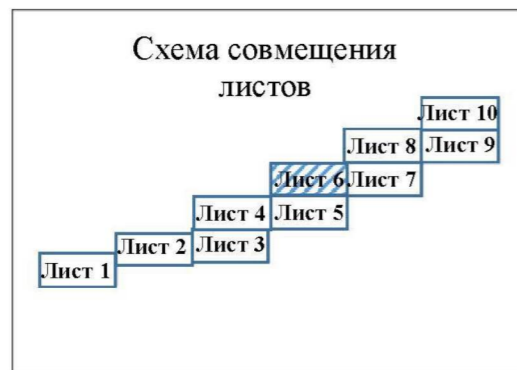 Схема совмещения
листов
Лист 10
Лист 8 Лист 9
Лист 6 Лист 7
Лист 4 Лист 5
Лист 2 Лист 3
Лист 1